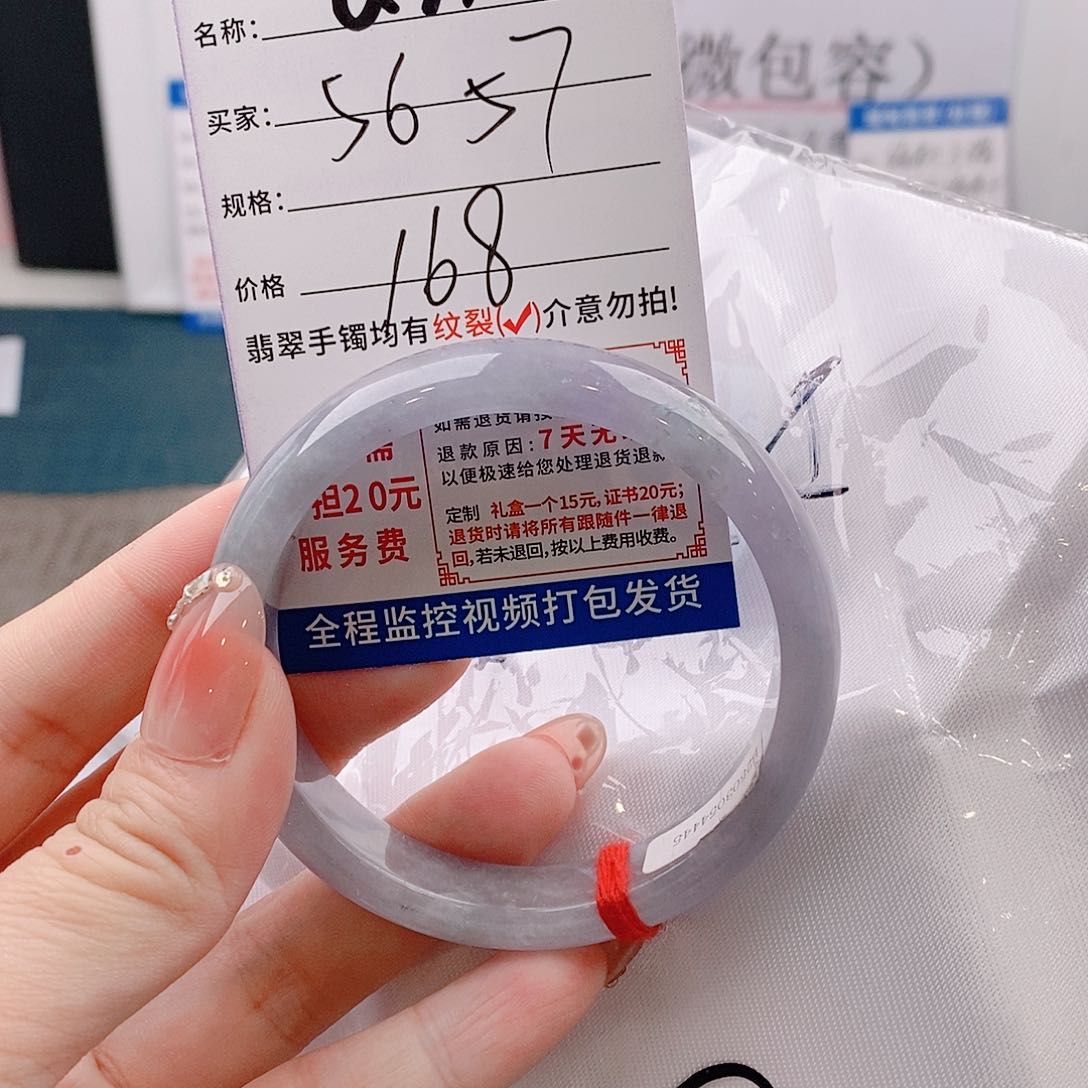 名称:
买家: 56 57
规格:
价格 168
翡翠手镯均有纹裂(✓)介意勿拍!
如需退货请按
需
退款原因:7天无
担20元
以便极速给您处理退货退款
服务费
定制 礼盒一个15元,证书20元;
退货时请将所有跟随件一律退
回,若未退回,按以上费用收费。
全程监控视频打包发货
微包容)
1